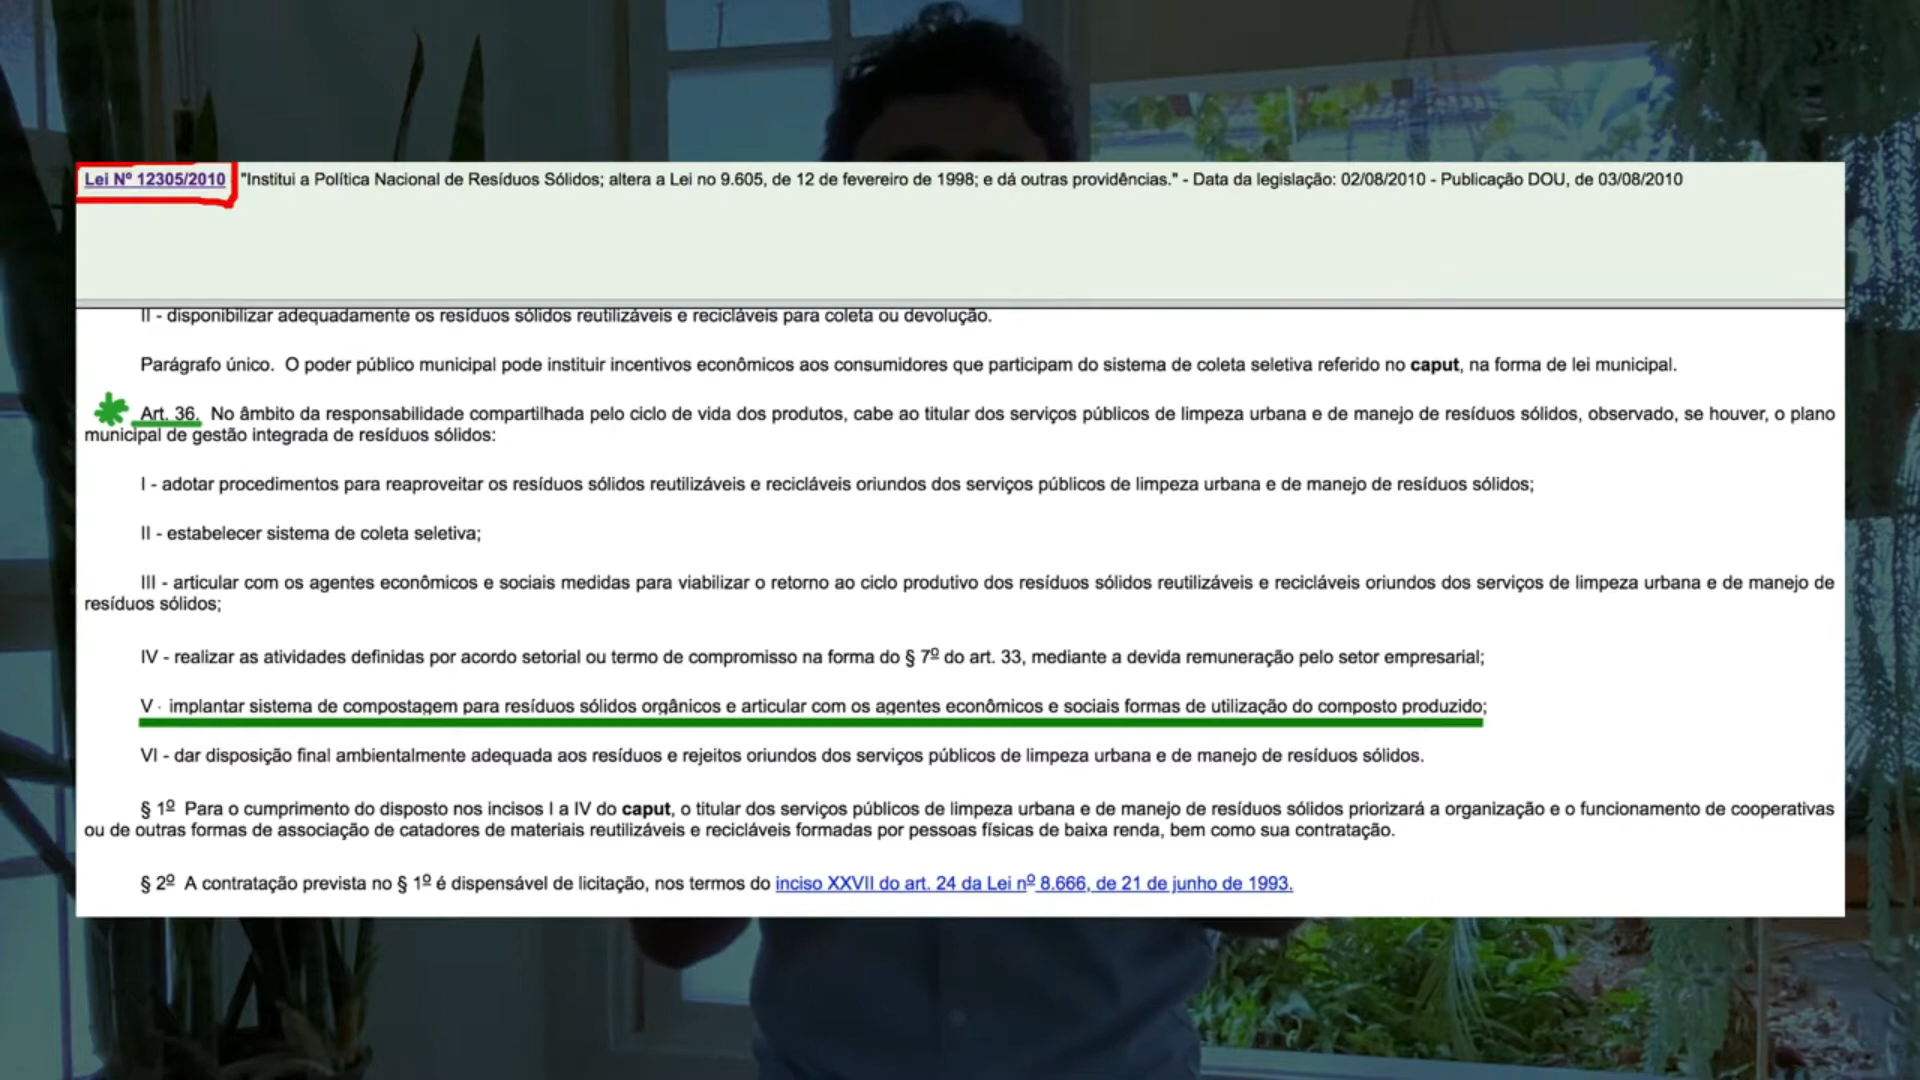 Lei Nº 12305/2010 "Institui a Política Nacional de Resíduos Sólidos; altera a Lei no 9.605, de 12 de fevereiro de 1998; e dá outras providências." - Data da legislação: 02/08/2010 - Publicação DOU, de 03/08/2010
II - disponibilizar adequadamente os resíduos sólidos reutilizáveis e recicláveis para coleta ou devolução.
Parágrafo único. O poder público municipal pode instituir incentivos econômicos aos consumidores que participam do sistema de coleta seletiva referido no caput, na forma de lei municipal.
Art. 36. No âmbito da responsabilidade compartilhada pelo ciclo de vida dos produtos, cabe ao titular dos serviços públicos de limpeza urbana e de manejo de resíduos sólidos, observado, se houver, o plano
municipal de gestão integrada de resíduos sólidos:
I - adotar procedimentos para reaproveitar os resíduos sólidos reutilizáveis e recicláveis oriundos dos serviços públicos de limpeza urbana e de manejo de resíduos sólidos;
II - estabelecer sistema de coleta seletiva;
III - articular com os agentes econômicos e sociais medidas para viabilizar o retorno ao ciclo produtivo dos resíduos sólidos reutilizáveis e recicláveis oriundos dos serviços de limpeza urbana e de manejo de
resíduos sólidos;
IV - realizar as atividades definidas por acordo setorial ou termo de compromisso na forma do § 7º do art. 33, mediante a devida remuneração pelo setor empresarial;
V - implantar sistema de compostagem para resíduos sólidos orgânicos e articular com os agentes econômicos e sociais formas de utilização do composto produzido;
VI - dar disposição final ambientalmente adequada aos resíduos e rejeitos oriundos dos serviços públicos de limpeza urbana e de manejo de resíduos sólidos.
§ 1º Para o cumprimento do disposto nos incisos I a IV do caput, o titular dos serviços públicos de limpeza urbana e de manejo de resíduos sólidos priorizará a organização e o funcionamento de cooperativas
ou de outras formas de associação de catadores de materiais reutilizáveis e recicláveis formadas por pessoas físicas de baixa renda, bem como sua contratação.
§ 2º A contratação prevista no § 1º é dispensável de licitação, nos termos do inciso XXVII do art. 24 da Lei nº 8.666, de 21 de junho de 1993.